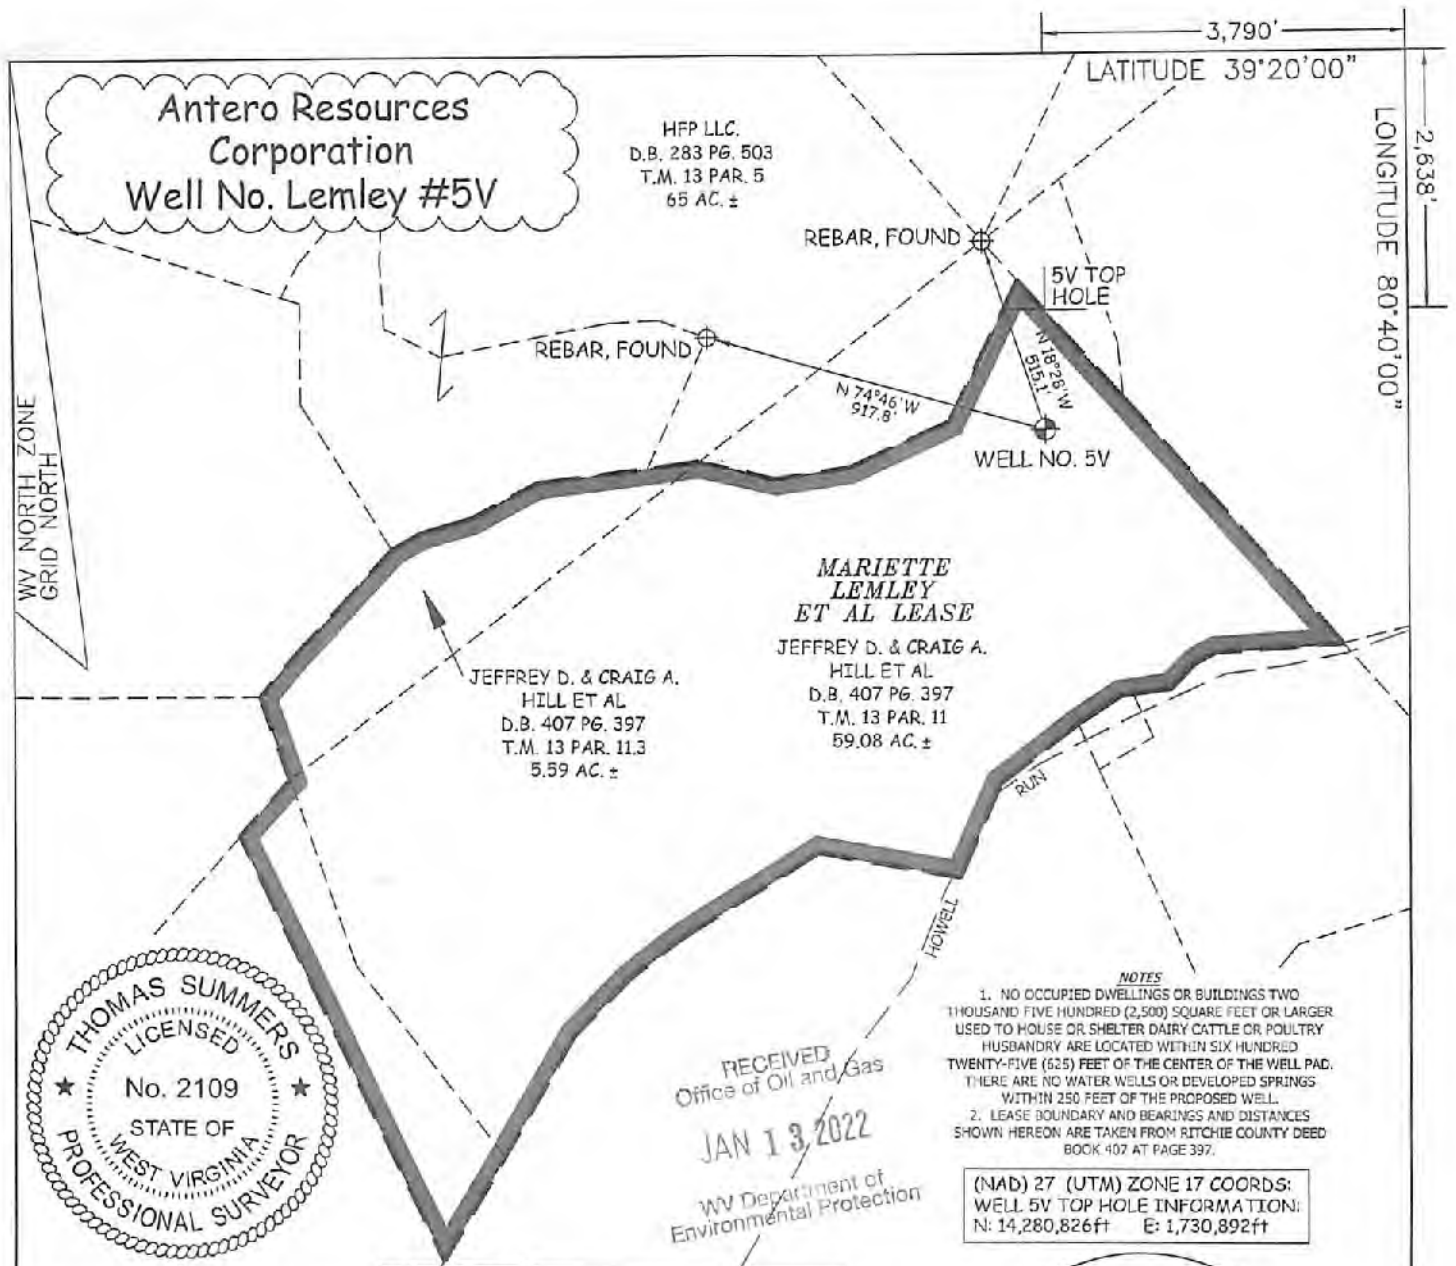 3,790'
LATITUDE 39°20'00"
2,638'
LONGITUDE 80°40'00"
Antero Resources
Corporation
Well No. Lemley #5V
HFP LLC.
D.B. 283 PG. 503
T.M. 13 PAR. 5
65 AC. ±
REBAR, FOUND
5V TOP
HOLE
REBAR, FOUND
N 18°28'W
515.1'
N 74°46'W
917.8'
WELL NO. 5V
WV NORTH ZONE
GRID NORTH
MARIETTE
LEMLEY
ET AL LEASE
JEFFREY D. & CRAIG A.
HILL ET AL
D.B. 407 PG. 397
T.M. 13 PAR. 11
59.08 AC. ±
JEFFREY D. & CRAIG A.
HILL ET AL
D.B. 407 PG. 397
T.M. 13 PAR. 11.3
5.59 AC. ±
RUN
HOWELL
THOMAS SUMMERS
LICENSED
No. 2109
STATE OF
WEST VIRGINIA
PROFESSIONAL SURVEYOR
RECEIVED
Office of Oil and Gas
JAN 13 2022
WV Department of
Environmental Protection
NOTES
1. NO OCCUPIED DWELLINGS OR BUILDINGS TWO
THOUSAND FIVE HUNDRED (2,500) SQUARE FEET OR LARGER
USED TO HOUSE OR SHELTER DAIRY CATTLE OR POULTRY
HUSBANDRY ARE LOCATED WITHIN SIX HUNDRED
TWENTY-FIVE (625) FEET OF THE CENTER OF THE WELL PAD.
THERE ARE NO WATER WELLS OR DEVELOPED SPRINGS
WITHIN 250 FEET OF THE PROPOSED WELL.
2. LEASE BOUNDARY AND BEARINGS AND DISTANCES
SHOWN HEREON ARE TAKEN FROM RITCHIE COUNTY DEED
BOOK 407 AT PAGE 397.
(NAD) 27 (UTM) ZONE 17 COORDS:
WELL 5V TOP HOLE INFORMATION:
N: 14,280,826ft E: 1,730,892ft